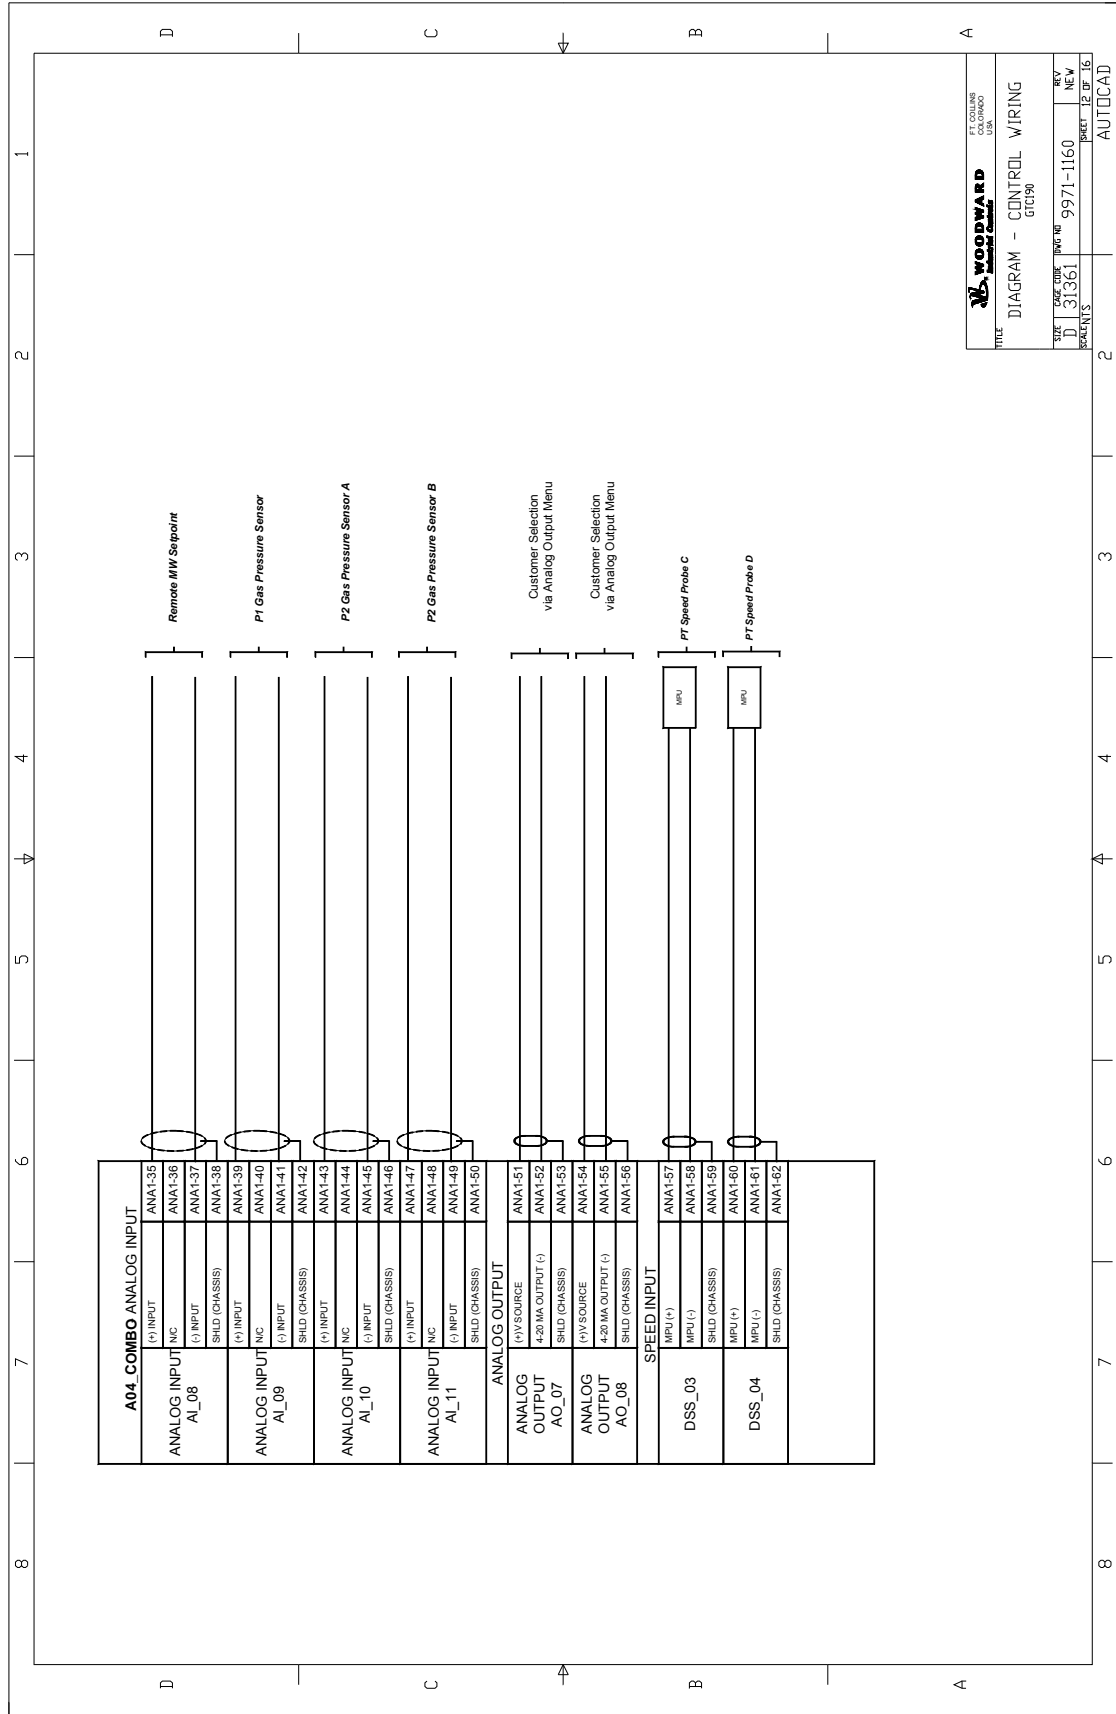 8
7
6
5
4
3
2
1
D
C
B
A
A04_COMBO ANALOG INPUT
ANALOG INPUT
AI_08
(+) INPUT
ANA1-35
N/C
ANA1-36
(-) INPUT
ANA1-37
SHLD (CHASSIS)
ANA1-38
Remote MW Setpoint
ANALOG INPUT
AI_09
(+) INPUT
ANA1-39
N/C
ANA1-40
(-) INPUT
ANA1-41
SHLD (CHASSIS)
ANA1-42
P1 Gas Pressure Sensor
ANALOG INPUT
AI_10
(+) INPUT
ANA1-43
N/C
ANA1-44
(-) INPUT
ANA1-45
SHLD (CHASSIS)
ANA1-46
P2 Gas Pressure Sensor A
ANALOG INPUT
AI_11
(+) INPUT
ANA1-47
N/C
ANA1-48
(-) INPUT
ANA1-49
SHLD (CHASSIS)
ANA1-50
P2 Gas Pressure Sensor B
ANALOG OUTPUT
ANALOG
OUTPUT
AO_07
(+)V SOURCE
ANA1-51
4-20 MA OUTPUT (-)
ANA1-52
SHLD (CHASSIS)
ANA1-53
Customer Selection
via Analog Output Menu
ANALOG
OUTPUT
AO_08
(+)V SOURCE
ANA1-54
4-20 MA OUTPUT (-)
ANA1-55
SHLD (CHASSIS)
ANA1-56
Customer Selection
via Analog Output Menu
SPEED INPUT
DSS_03
MPU (+)
ANA1-57
MPU (-)
ANA1-58
SHLD (CHASSIS)
ANA1-59
MPU
PT Speed Probe C
DSS_04
MPU (+)
ANA1-60
MPU (-)
ANA1-61
SHLD (CHASSIS)
ANA1-62
MPU
PT Speed Probe D
WOODWARD
Industrial Controls
FT. COLLINS
COLORADO
USA
TITLE
DIAGRAM - CONTROL WIRING
GTC190
SIZE
D
CAGE CODE
31361
DWG NO
9971-1160
REV
NEW
SCALE NTS
SHEET 12 OF 16
D
C
B
A
8
7
6
5
4
3
2
AUTOCAD